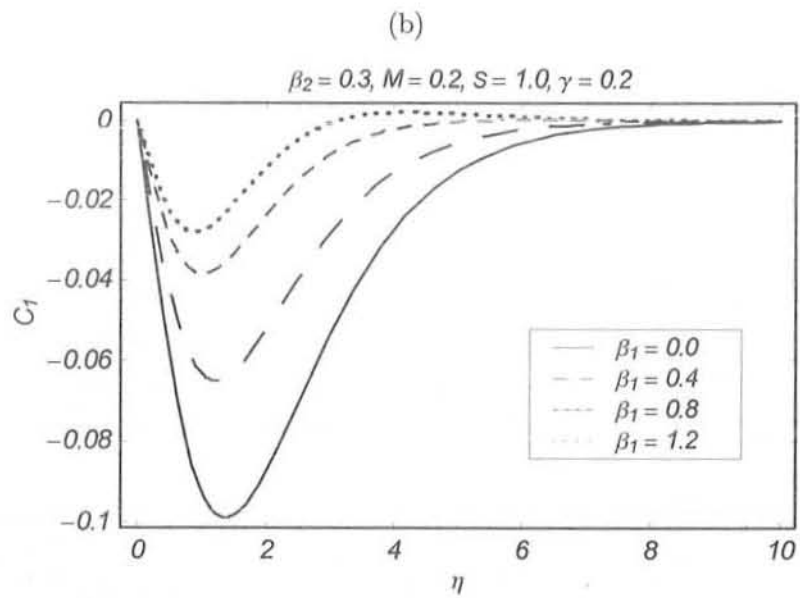 (b)
β₂ = 0.3, M = 0.2, S = 1.0, γ = 0.2
0
−0.02
−0.04
−0.06
−0.08
−0.1
C₁
β₁ = 0.0
β₁ = 0.4
β₁ = 0.8
β₁ = 1.2
0 2 4 6 8 10
η